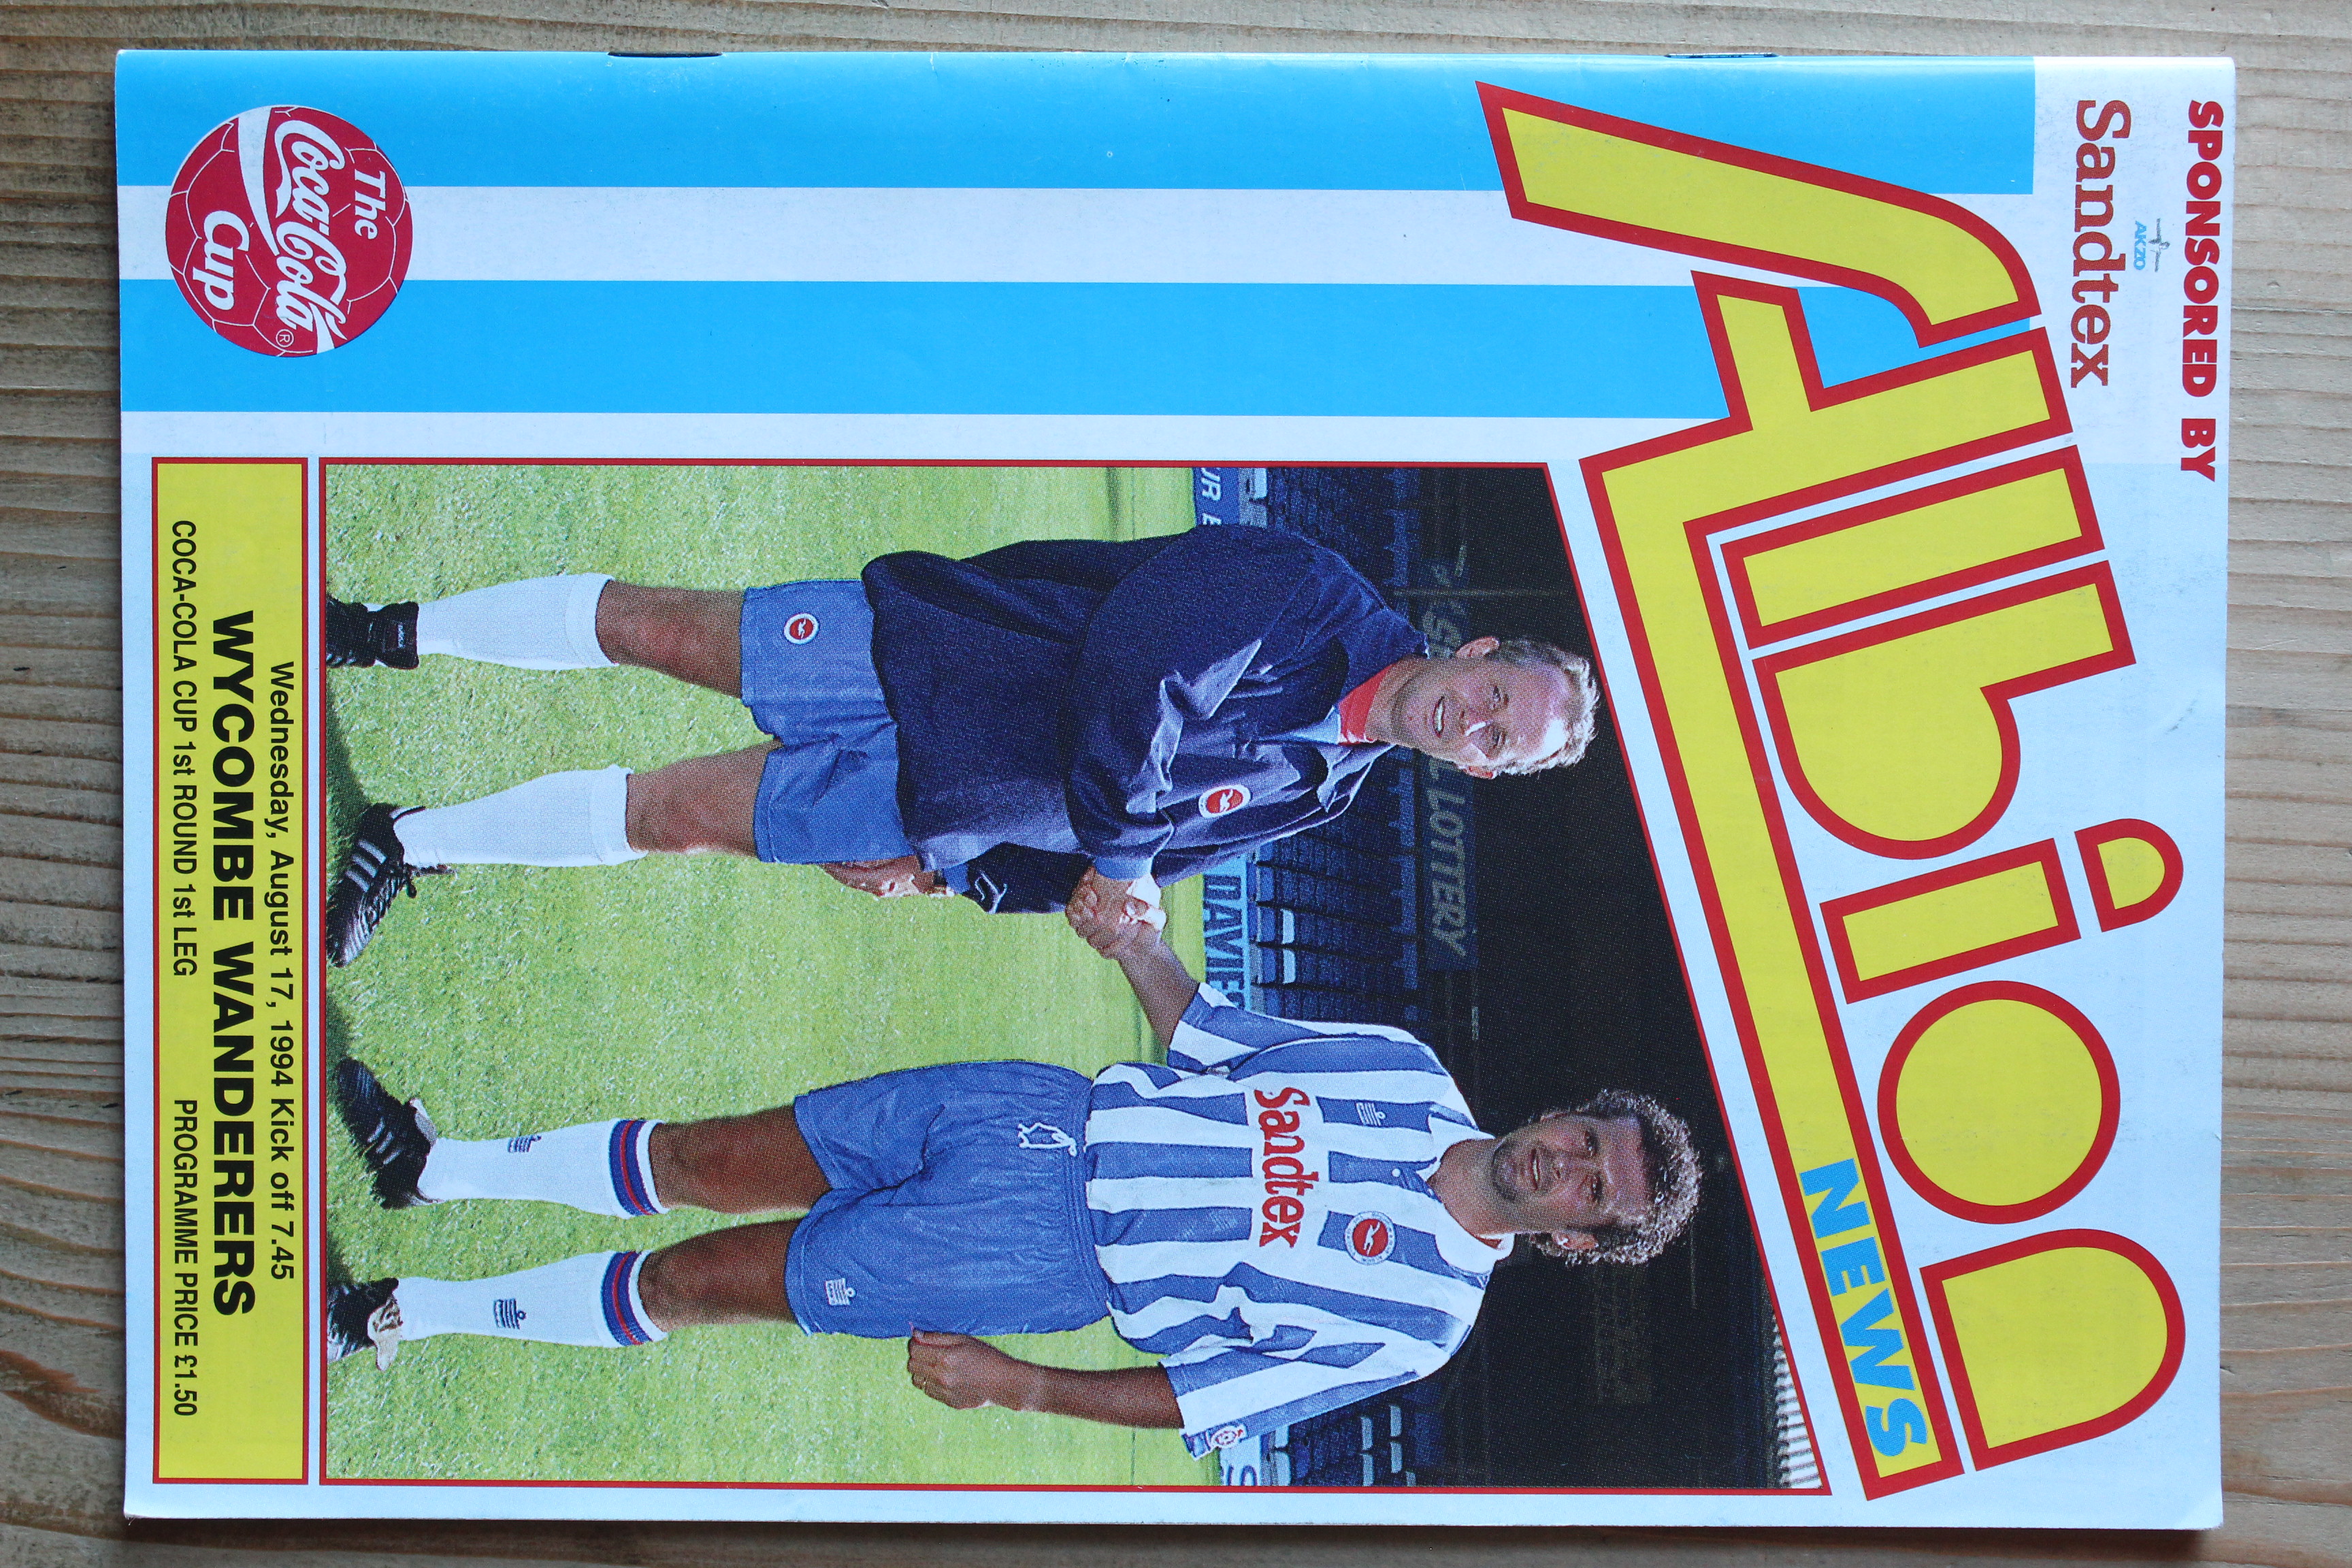 SPONSORED BY
AKZO
Sandtex
Albion
NEWS
LOTTERY
DAVIES
Sandtex
The
Coca-Cola®
Cup
Wednesday, August 17, 1994 Kick off 7.45
WYCOMBE WANDERERS
COCA-COLA CUP 1st ROUND 1st LEG PROGRAMME PRICE £1.50